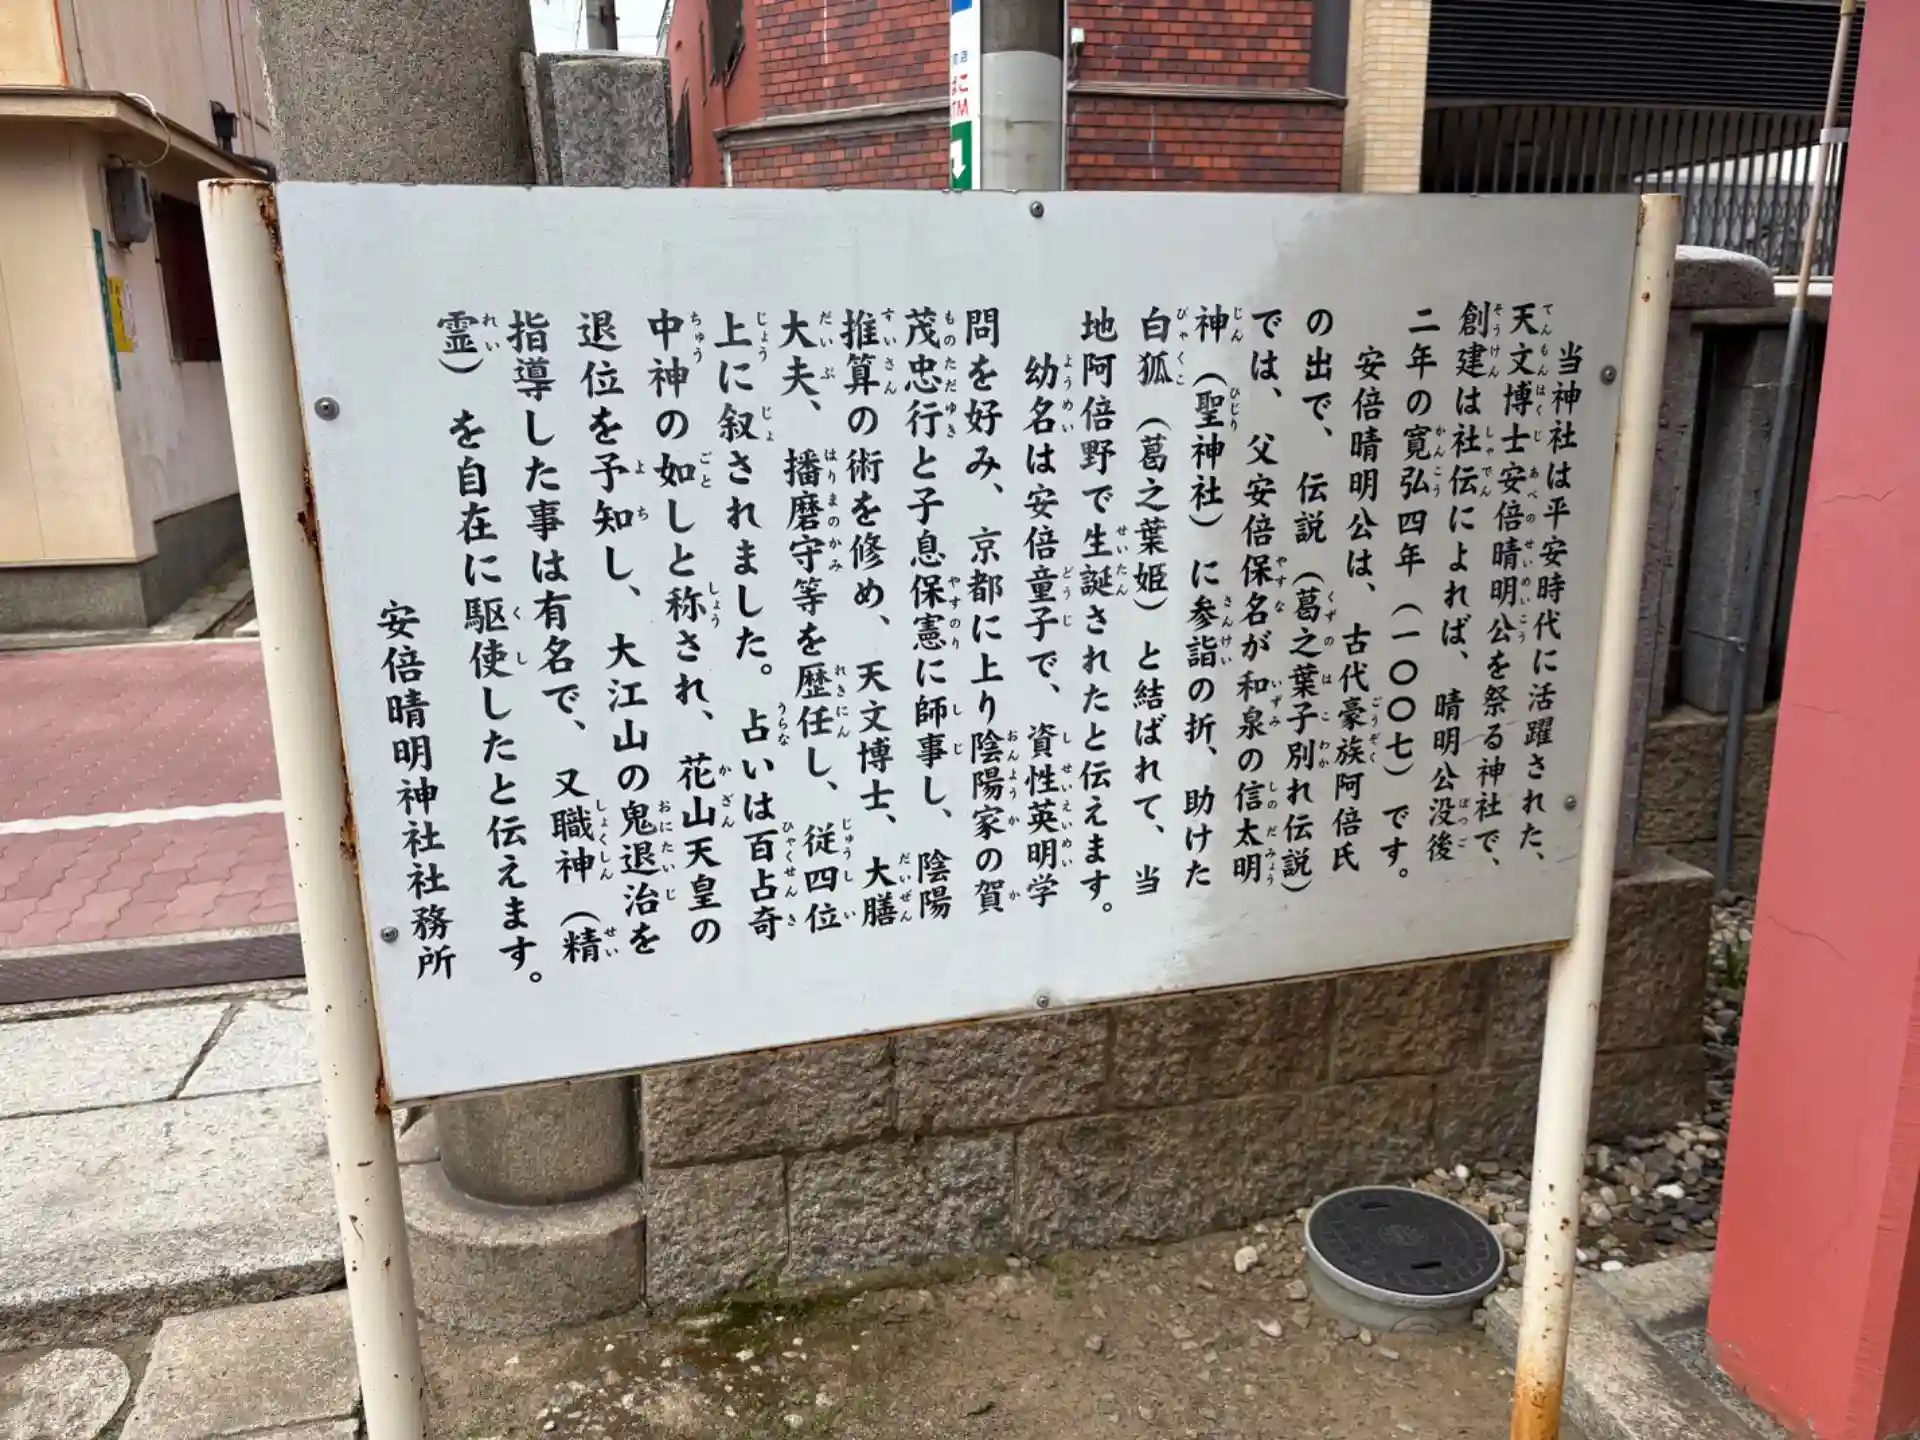 当神社は平安時代に活躍された、
天文博士安倍晴明公を祭る神社で、
創建は社伝によれば、晴明公没後
二年の寛弘四年（一〇〇七）です。
安倍晴明公は、古代豪族阿倍氏
の出で、伝説（葛之葉子別れ伝説）
では、父安倍保名が和泉の信太明
神（聖神社）に参詣の折、助けた
白狐（葛之葉姫）と結ばれて、当
地阿倍野で生誕されたと伝えます。
幼名は安倍童子で、資性英明学
問を好み、京都に上り陰陽家の賀
茂忠行と子息保憲に師事し、陰陽
推算の術を修め、天文博士、大膳
大夫、播磨守等を歴任し、従四位
上に叙されました。占いは百占奇
中神の如しと称され、花山天皇の
退位を予知し、大江山の鬼退治を
指導した事は有名で、又職神（精
霊）を自在に駆使したと伝えます。
安倍晴明神社社務所